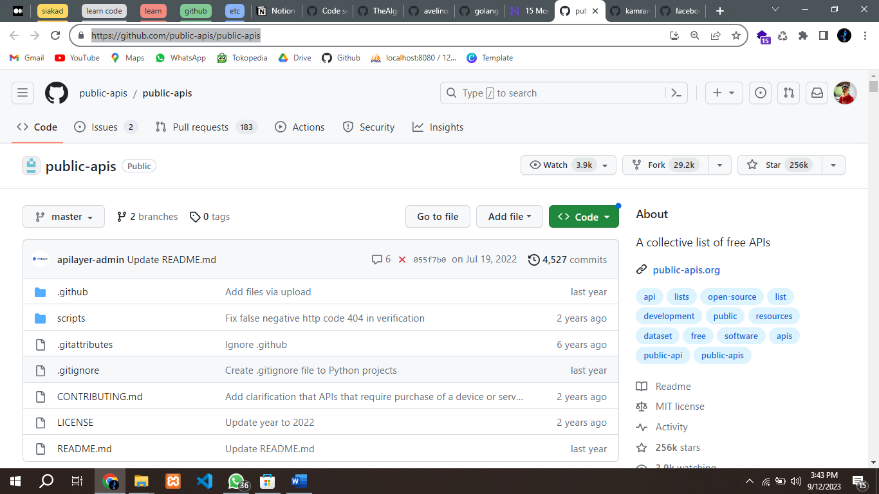 siakad
learn code
learn
github
etc
Notion
Code s
TheAlg
avelino
golang
15 Mo
pu
kamran
facebo
https://github.com/public-apis/public-apis
15
Gmail
YouTube
Maps
WhatsApp
Tokopedia
Drive
Github
localhost:8080 / 12...
Template
public-apis / public-apis
Type / to search
Code
Issues 2
Pull requests 183
Actions
Security
Insights
public-apis Public
Watch 3.9k
Fork 29.2k
Star 256k
master
2 branches
0 tags
Go to file
Add file
Code
apilayer-admin Update README.md
6
055f7b0 on Jul 19, 2022
4,527 commits
.github Add files via upload last year
scripts Fix false negative http code 404 in verification 2 years ago
.gitattributes Ignore .github 6 years ago
.gitignore Create .gitignore file to Python projects last year
CONTRIBUTING.md Add clarification that APIs that require purchase of a device or serv... 2 years ago
LICENSE Update year to 2022 2 years ago
README.md Update README.md last year
About
A collective list of free APIs
public-apis.org
api lists open-source list
development public resources
dataset free software apis
public-api public-apis
Readme
MIT license
Activity
256k stars
3.9k watching
36
3:43 PM
9/12/2023
15